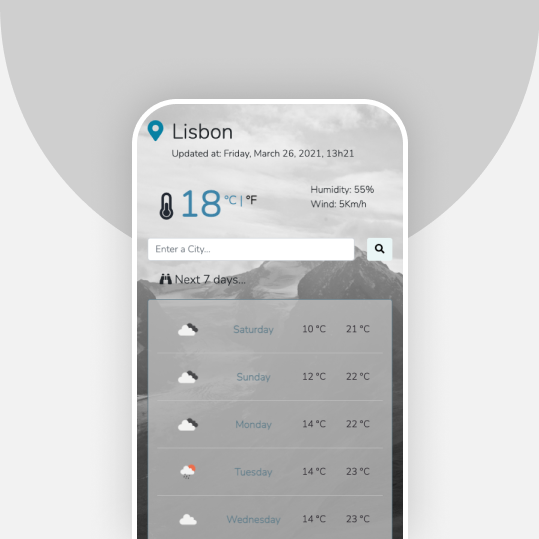 Lisbon
Updated at: Friday, March 26, 2021, 13h21
18 °C | °F
Humidity: 55%
Wind: 5Km/h
Enter a City...
Next 7 days...
Saturday 10 °C 21 °C
Sunday 12 °C 22 °C
Monday 14 °C 22 °C
Tuesday 14 °C 23 °C
Wednesday 14 °C 23 °C